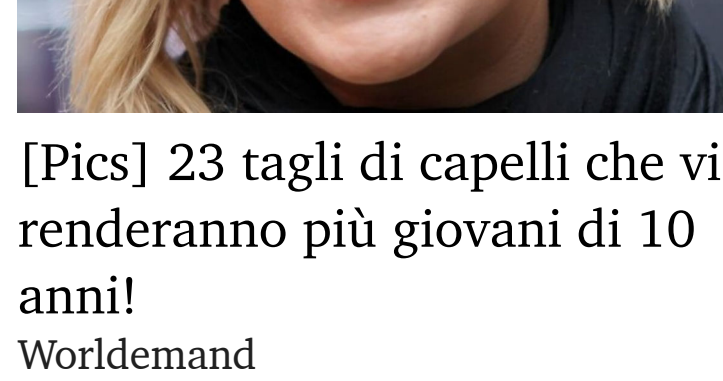 [Pics] 23 tagli di capelli che vi
renderanno più giovani di 10
anni!
Worldemand